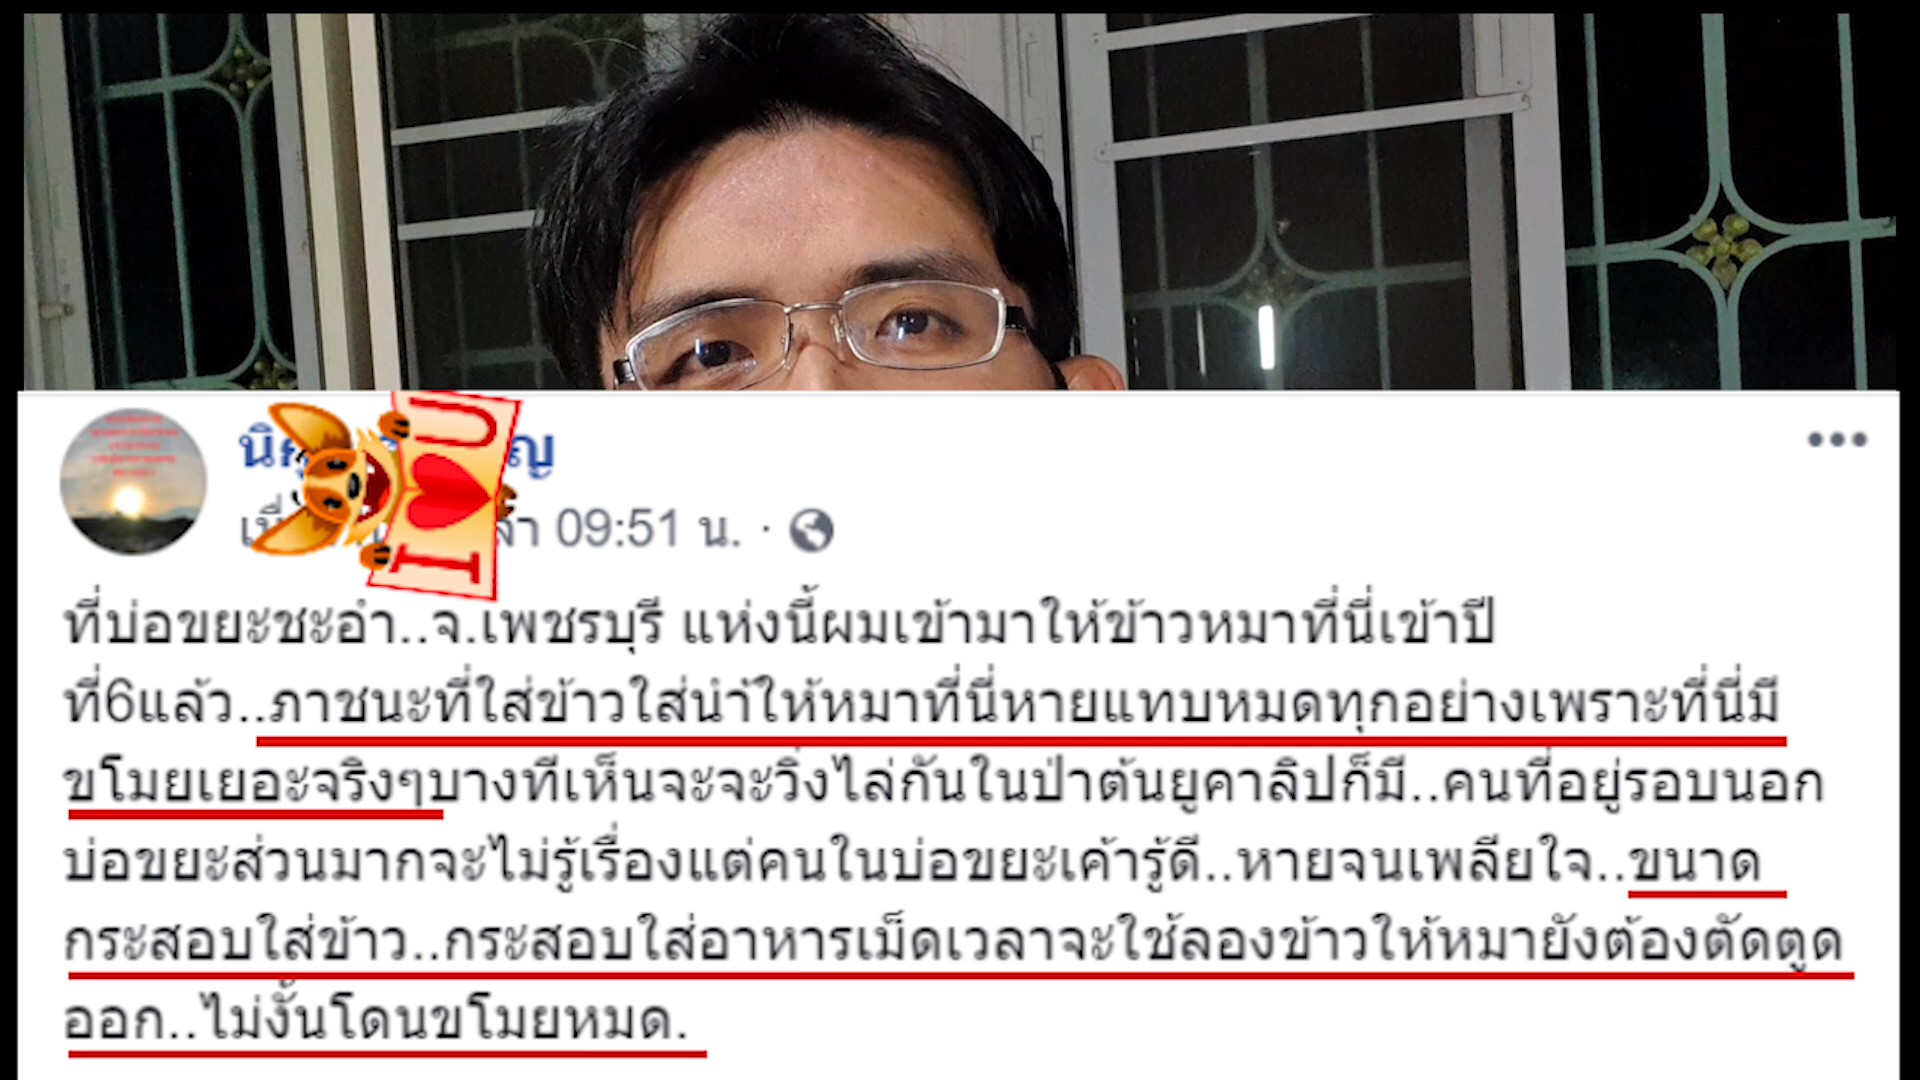 I U
09:51 น.
ที่บ่อขยะชะอำ..จ.เพชรบุรี แห่งนี้ผมเข้ามาให้ข้าวหมาที่นี่เข้าปี
ที่6แล้ว..ภาชนะที่ใส่ข้าวใส่นำ้ให้หมาที่นี่หายแทบหมดทุกอย่างเพราะที่นี่มี
ขโมยเยอะจริงๆบางทีเห็นจะจะวิ่งไล่กันในป่าต้นยูคาลิปก็มี..คนที่อยู่รอบนอก
บ่อขยะส่วนมากจะไม่รู้เรื่องแต่คนในบ่อขยะเค้ารู้ดี..หายจนเพลียใจ..ขนาด
กระสอบใส่ข้าว..กระสอบใส่อาหารเม็ดเวลาจะใช้ลองข้าวให้หมายังต้องตัดตูด
ออก..ไม่งั้นโดนขโมยหมด.